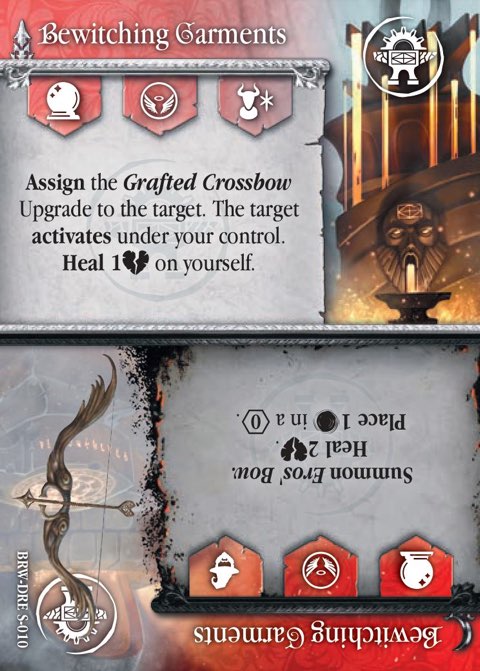 Bewitching Garments
Assign the Grafted Crossbow
Upgrade to the target. The target
activates under your control.
Heal 1 on yourself.
BRW-DRE S-010
Bewitching Garments
Summon Eros' Bow.
Heal 2 .
Place 1 in a 0 .